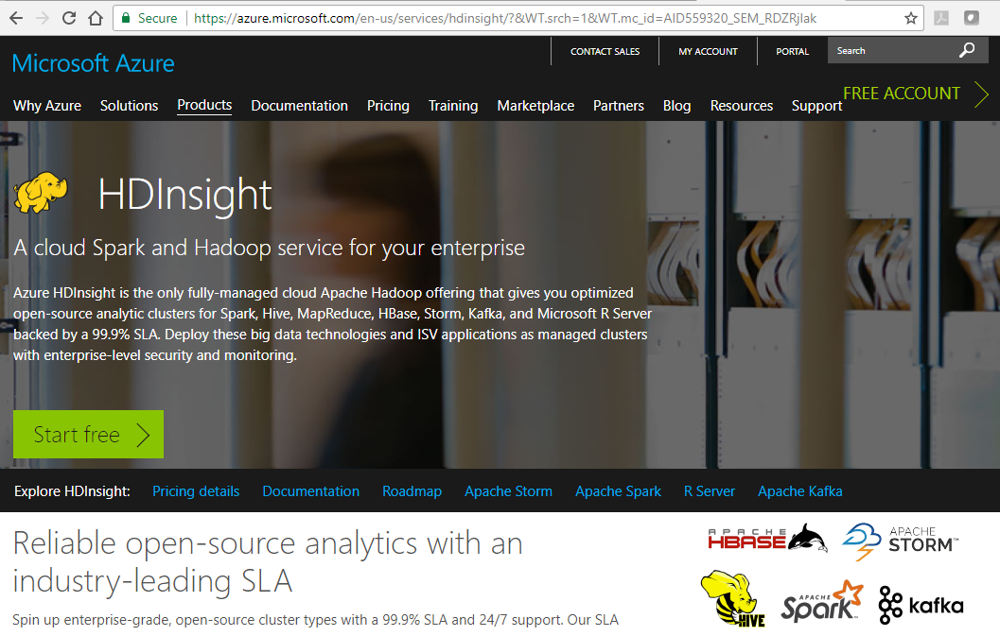 Secure
https://azure.microsoft.com/en-us/services/hdinsight/?&WT.srch=1&WT.mc_id=AID559320_SEM_RDZRjlak
CONTACT SALES MY ACCOUNT PORTAL Search
Microsoft Azure
FREE ACCOUNT
Why Azure Solutions Products Documentation Pricing Training Marketplace Partners Blog Resources Support
HDInsight
A cloud Spark and Hadoop service for your enterprise
Azure HDInsight is the only fully-managed cloud Apache Hadoop offering that gives you optimized
open-source analytic clusters for Spark, Hive, MapReduce, HBase, Storm, Kafka, and Microsoft R Server
backed by a 99.9% SLA. Deploy these big data technologies and ISV applications as managed clusters
with enterprise-level security and monitoring.
Start free
Explore HDInsight: Pricing details Documentation Roadmap Apache Storm Apache Spark R Server Apache Kafka
Reliable open-source analytics with an
industry-leading SLA
Spin up enterprise-grade, open-source cluster types with a 99.9% SLA and 24/7 support. Our SLA
APACHE
HBASE
APACHE
STORM™
HIVE
APACHE
Spark™
kafka